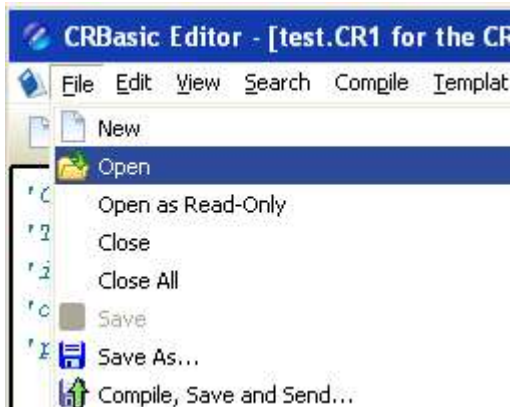 CRBasic Editor - [test.CR1 for the CR
File Edit View Search Compile Templat
New
Open
Open as Read-Only
Close
Close All
Save
Save As...
Compile, Save and Send...